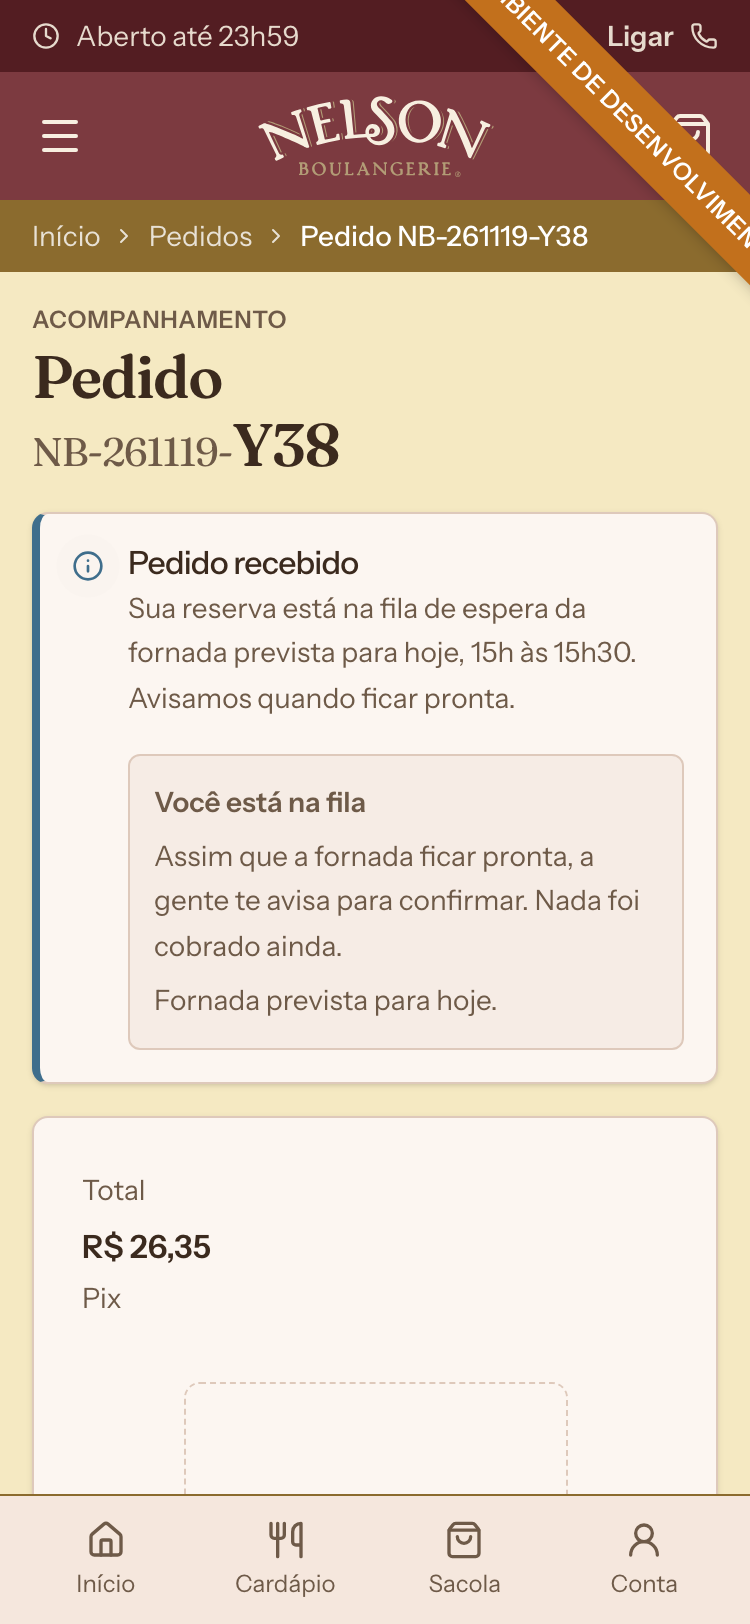 Aberto até 23h59
Ligar
BIENTE DE DESENVOLVIMEN
NELSON
BOULANGERIE
Início > Pedidos > Pedido NB-261119-Y38
ACOMPANHAMENTO
Pedido
NB-261119-Y38
Pedido recebido
Sua reserva está na fila de espera da
fornada prevista para hoje, 15h às 15h30.
Avisamos quando ficar pronta.
Você está na fila
Assim que a fornada ficar pronta, a
gente te avisa para confirmar. Nada foi
cobrado ainda.
Fornada prevista para hoje.
Total
R$ 26,35
Pix
Início
Cardápio
Sacola
Conta